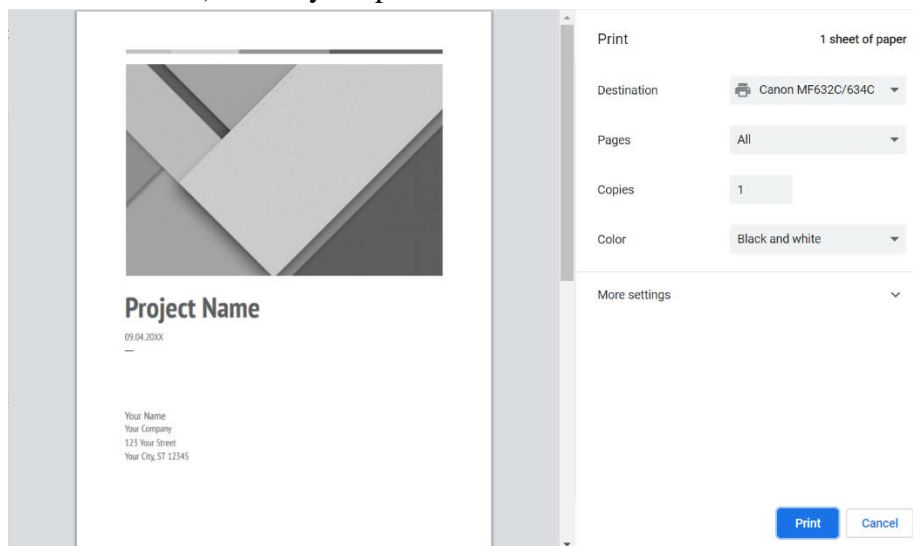 Print
1 sheet of paper
Destination
Canon MF632C/634C
Pages
All
Copies
1
Color
Black and white
More settings
Project Name
09.04.20XX
Your Name
Your Company
123 Your Street
Your City, ST 12345
Print
Cancel